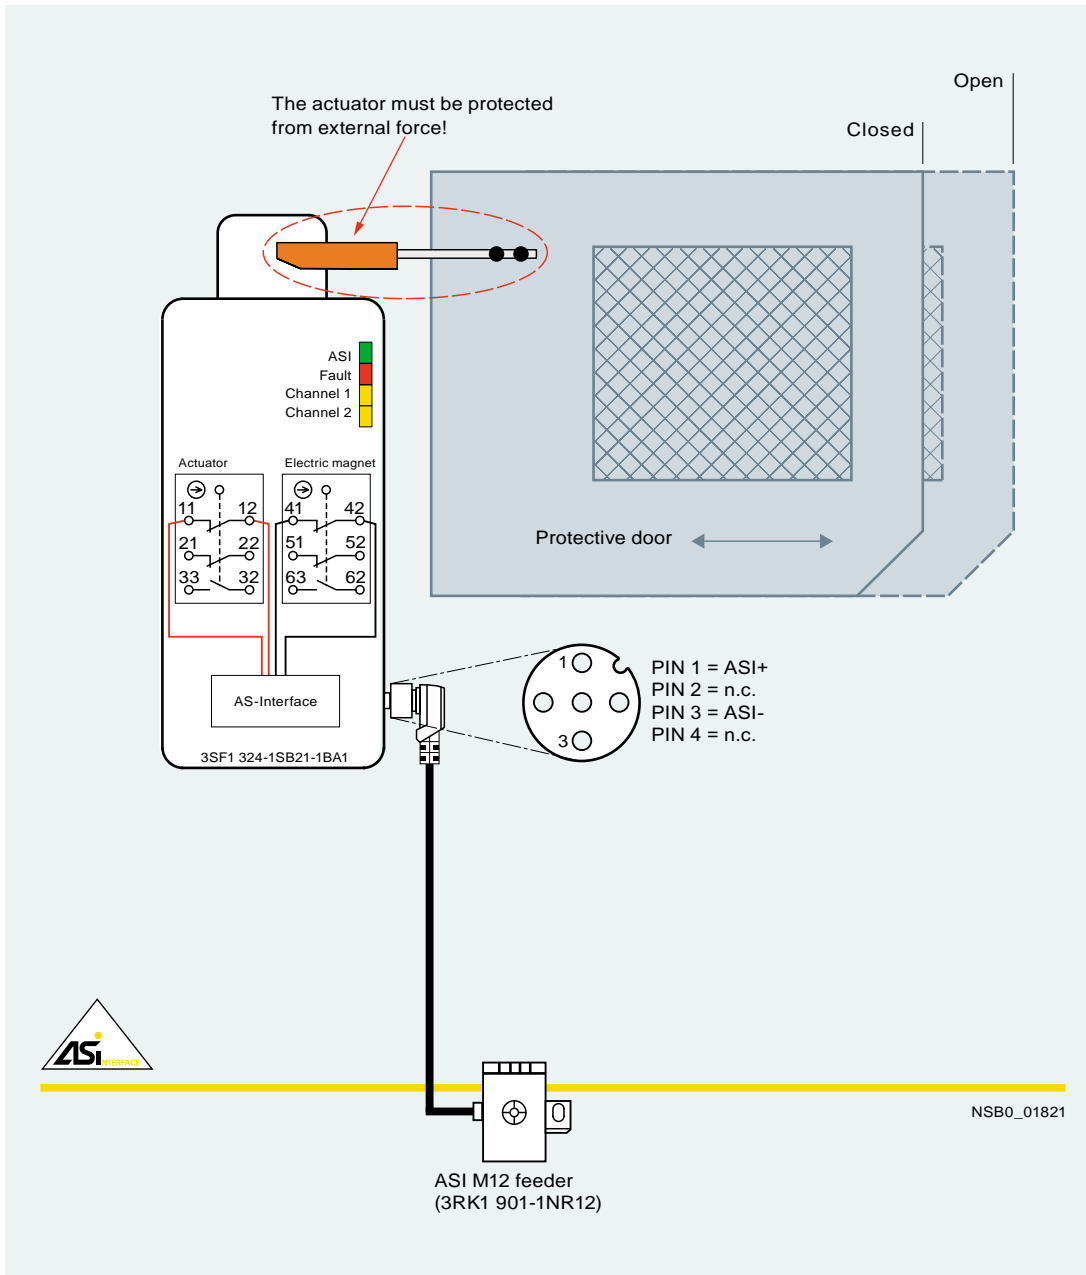 Open
The actuator must be protected
from external force!
Closed
ASI
Fault
Channel 1
Channel 2
Actuator
Electric magnet
11 12 41 42
21 22 51 52
33 32 63 62
Protective door
AS-Interface
3SF1 324-1SB21-1BA1
1
3
PIN 1 = ASI+
PIN 2 = n.c.
PIN 3 = ASI-
PIN 4 = n.c.
ASi INTERFACE
NSB0_01821
ASI M12 feeder
(3RK1 901-1NR12)